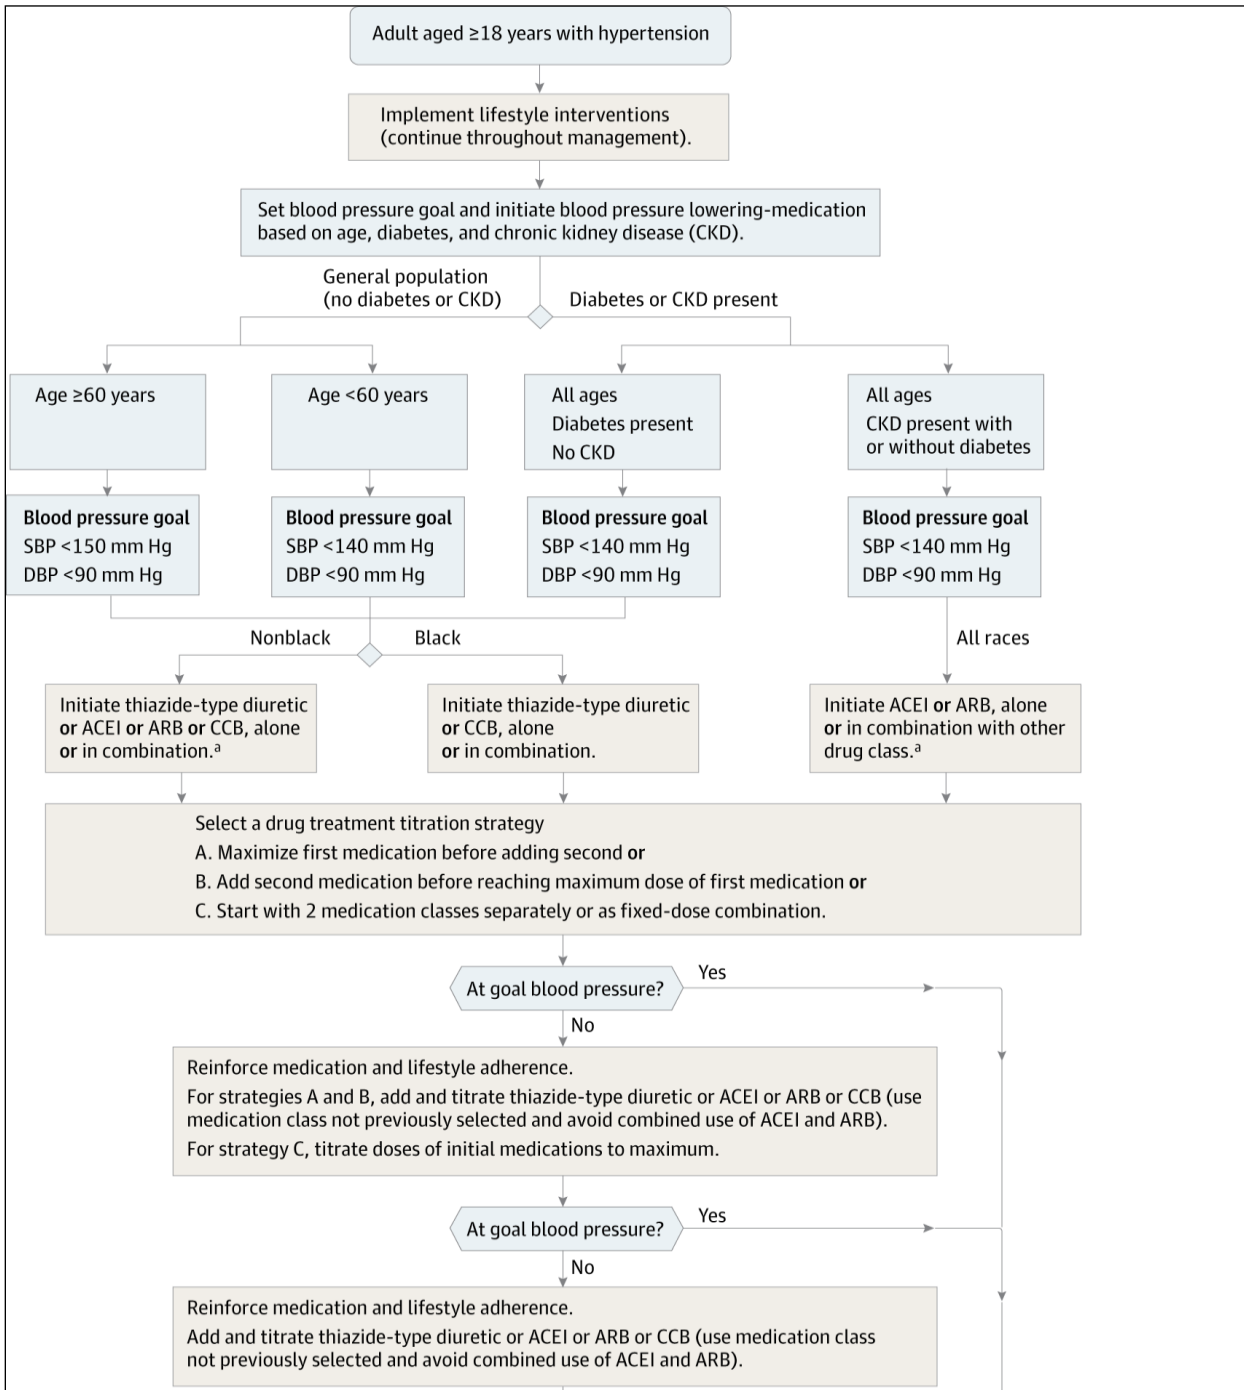 Adult aged ≥18 years with hypertension
Implement lifestyle interventions
(continue throughout management).
Set blood pressure goal and initiate blood pressure lowering-medication
based on age, diabetes, and chronic kidney disease (CKD).
General population
(no diabetes or CKD)
Diabetes or CKD present
Age ≥60 years
Age <60 years
All ages
Diabetes present
No CKD
All ages
CKD present with
or without diabetes
Blood pressure goal
SBP <150 mm Hg
DBP <90 mm Hg
Blood pressure goal
SBP <140 mm Hg
DBP <90 mm Hg
Blood pressure goal
SBP <140 mm Hg
DBP <90 mm Hg
Blood pressure goal
SBP <140 mm Hg
DBP <90 mm Hg
Nonblack
Black
All races
Initiate thiazide-type diuretic
or ACEI or ARB or CCB, alone
or in combination.ª
Initiate thiazide-type diuretic
or CCB, alone
or in combination.
Initiate ACEI or ARB, alone
or in combination with other
drug class.ª
Select a drug treatment titration strategy
A. Maximize first medication before adding second or
B. Add second medication before reaching maximum dose of first medication or
C. Start with 2 medication classes separately or as fixed-dose combination.
At goal blood pressure?
Yes
No
Reinforce medication and lifestyle adherence.
For strategies A and B, add and titrate thiazide-type diuretic or ACEI or ARB or CCB (use
medication class not previously selected and avoid combined use of ACEI and ARB).
For strategy C, titrate doses of initial medications to maximum.
At goal blood pressure?
Yes
No
Reinforce medication and lifestyle adherence.
Add and titrate thiazide-type diuretic or ACEI or ARB or CCB (use medication class
not previously selected and avoid combined use of ACEI and ARB).